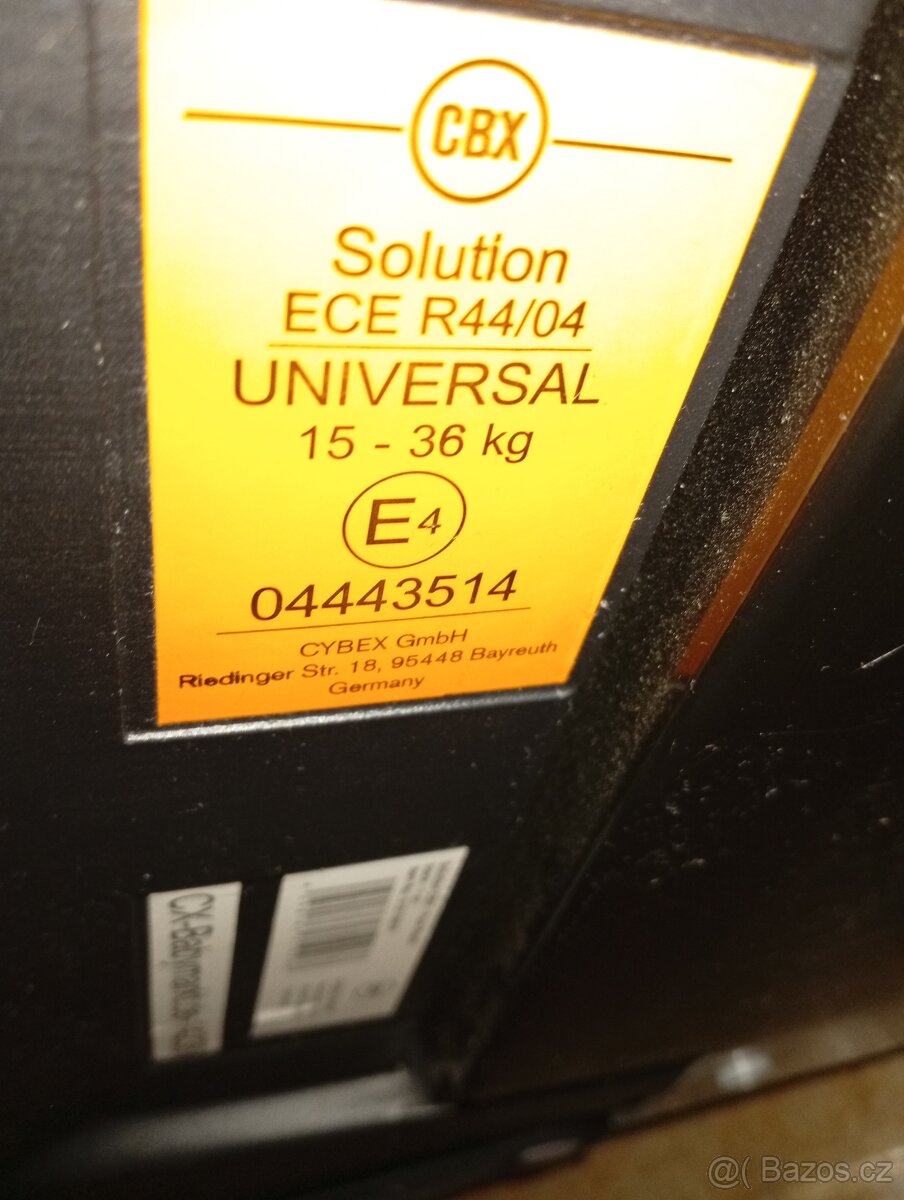 CBX
Solution
ECE R44/04
UNIVERSAL
15 - 36 kg
E4
04443514
CYBEX GmbH
Riedinger Str. 18, 95448 Bayreuth
Germany
@( Bazos.cz